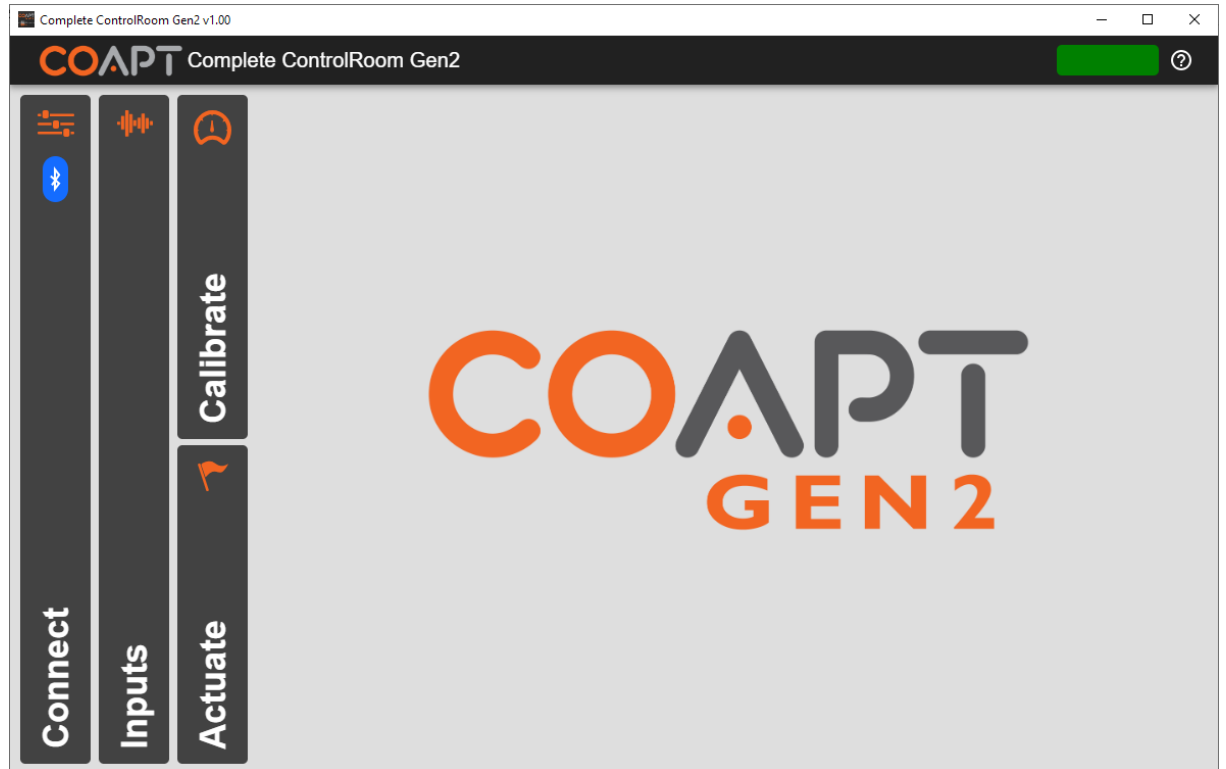 Complete ControlRoom Gen2 v1.00
COAPT Complete ControlRoom Gen2
Connect
Inputs
Calibrate
Actuate
COAPT
GEN2